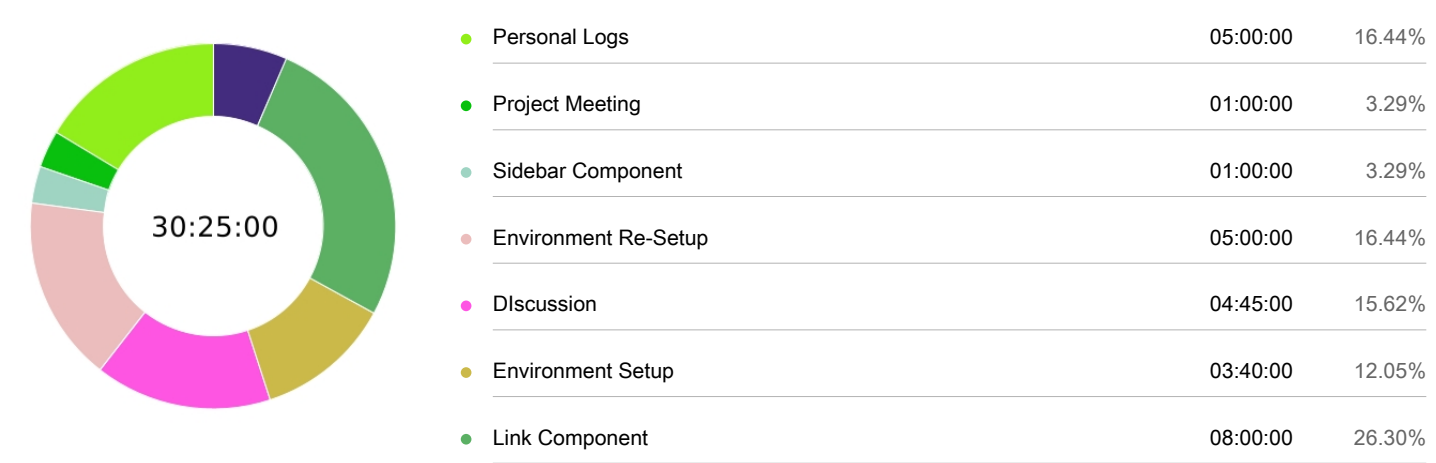 30:25:00
Personal Logs 05:00:00 16.44%
Project Meeting 01:00:00 3.29%
Sidebar Component 01:00:00 3.29%
Environment Re-Setup 05:00:00 16.44%
DIscussion 04:45:00 15.62%
Environment Setup 03:40:00 12.05%
Link Component 08:00:00 26.30%